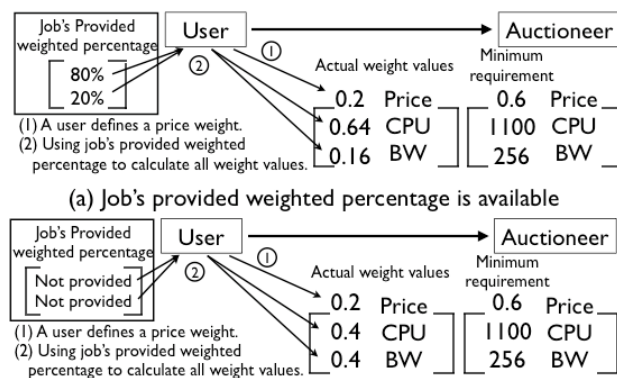 Job's Provided
weighted percentage
80%
20%
User
Auctioneer
①
②
Actual weight values
Minimum
requirement
0.2 Price 0.6 Price
0.64 CPU 1100 CPU
0.16 BW 256 BW
(1) A user defines a price weight.
(2) Using job's provided weighted
percentage to calculate all weight values.
(a) Job's provided weighted percentage is available
Job's Provided
weighted percentage
Not provided
Not provided
User
Auctioneer
①
②
Actual weight values
Minimum
requirement
0.2 Price 0.6 Price
0.4 CPU 1100 CPU
0.4 BW 256 BW
(1) A user defines a price weight.
(2) Using job's provided weighted
percentage to calculate all weight values.